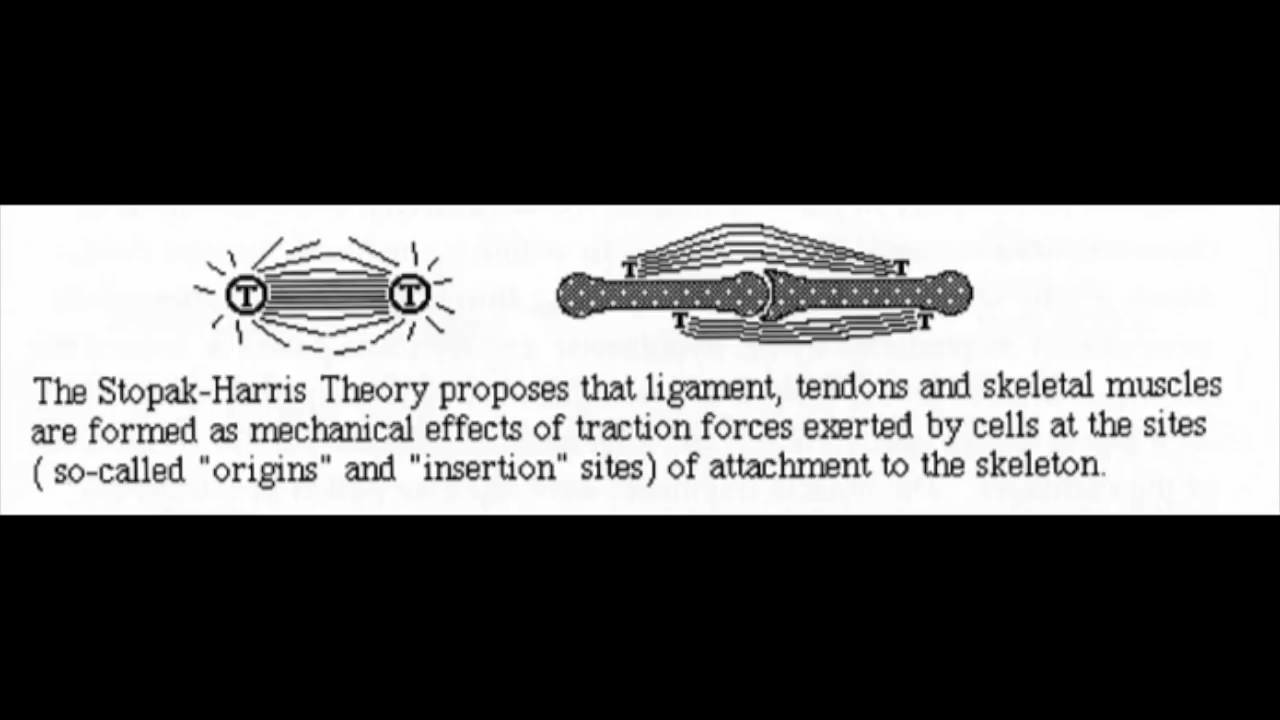 T T
T T
T T
The Stopak-Harris Theory proposes that ligament, tendons and skeletal muscles
are formed as mechanical effects of traction forces exerted by cells at the sites
( so-called "origins" and "insertion" sites) of attachment to the skeleton.